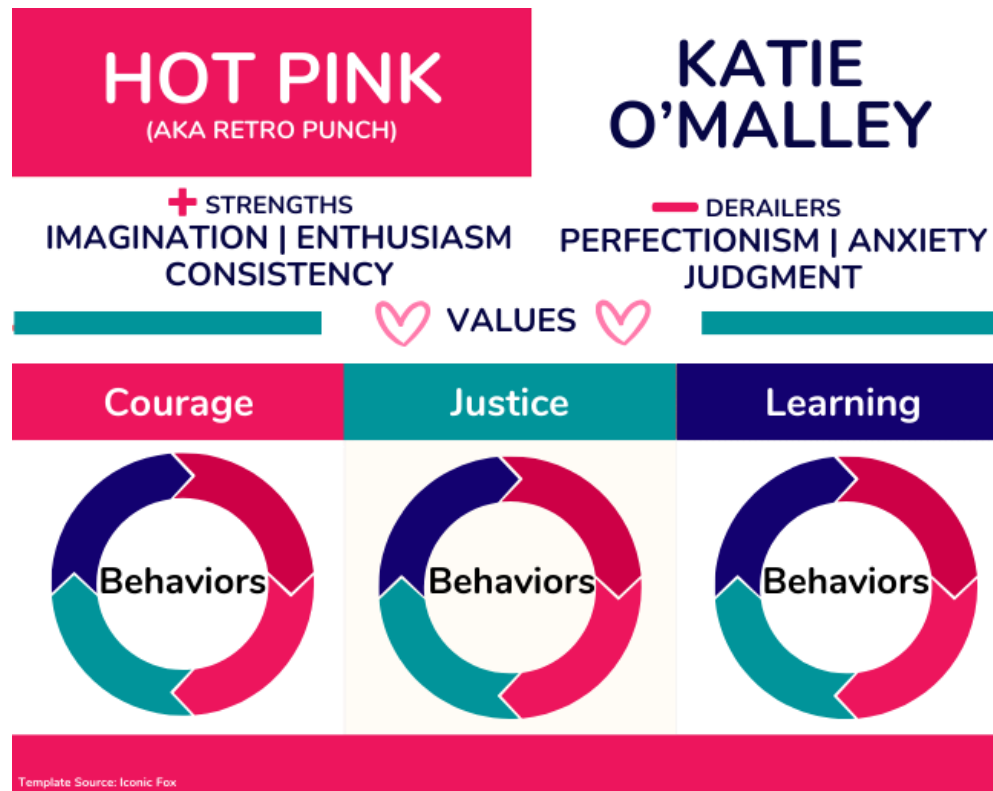 HOT PINK
(AKA RETRO PUNCH)
KATIE
O’MALLEY
+ STRENGTHS
IMAGINATION | ENTHUSIASM
CONSISTENCY
DERAILERS
PERFECTIONISM | ANXIETY
JUDGMENT
VALUES
Courage
Justice
Learning
Behaviors
Behaviors
Behaviors
Template Source: Iconic Fox